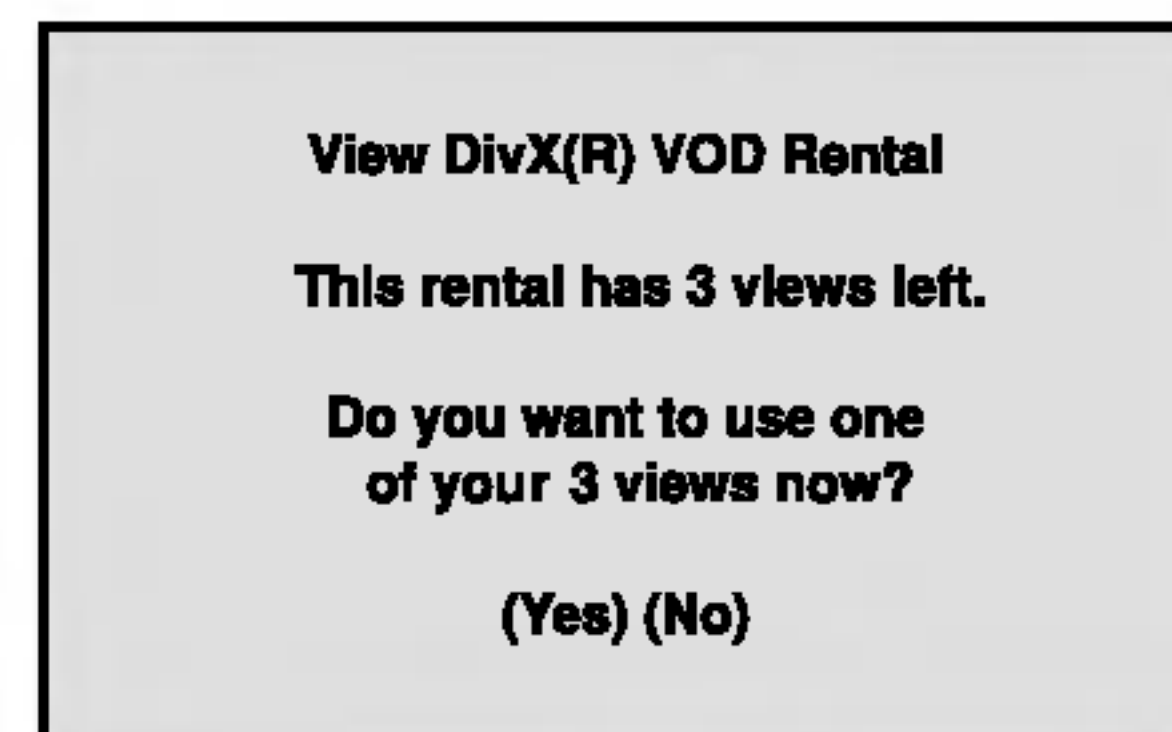 View DivX(R) VOD Rental
This rental has 3 views left.
Do you want to use one
of your 3 views now?
(Yes) (No)